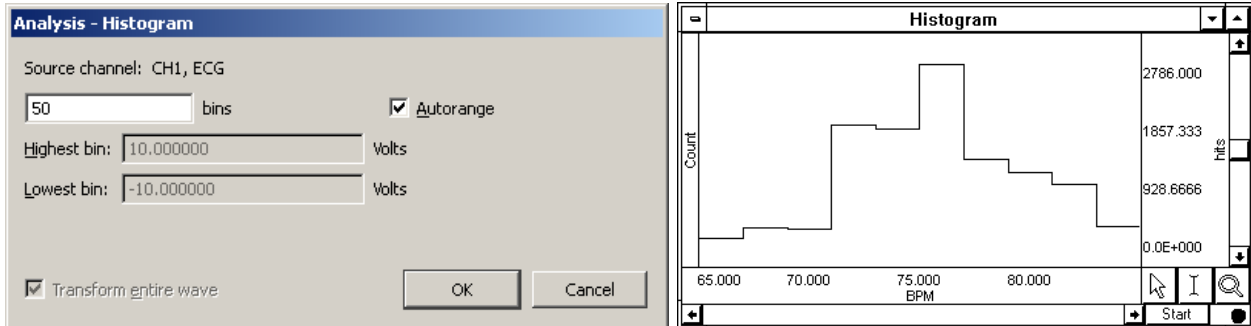 Analysis - Histogram
Source channel: CH1, ECG
50 bins Autorange
Highest bin: 10.000000 Volts
Lowest bin: -10.000000 Volts
Transform entire wave OK Cancel
Histogram
Count
2786.000
1857.333
928.6666
0.0E+000
hits
65.000 70.000 75.000 80.000
BPM
Start